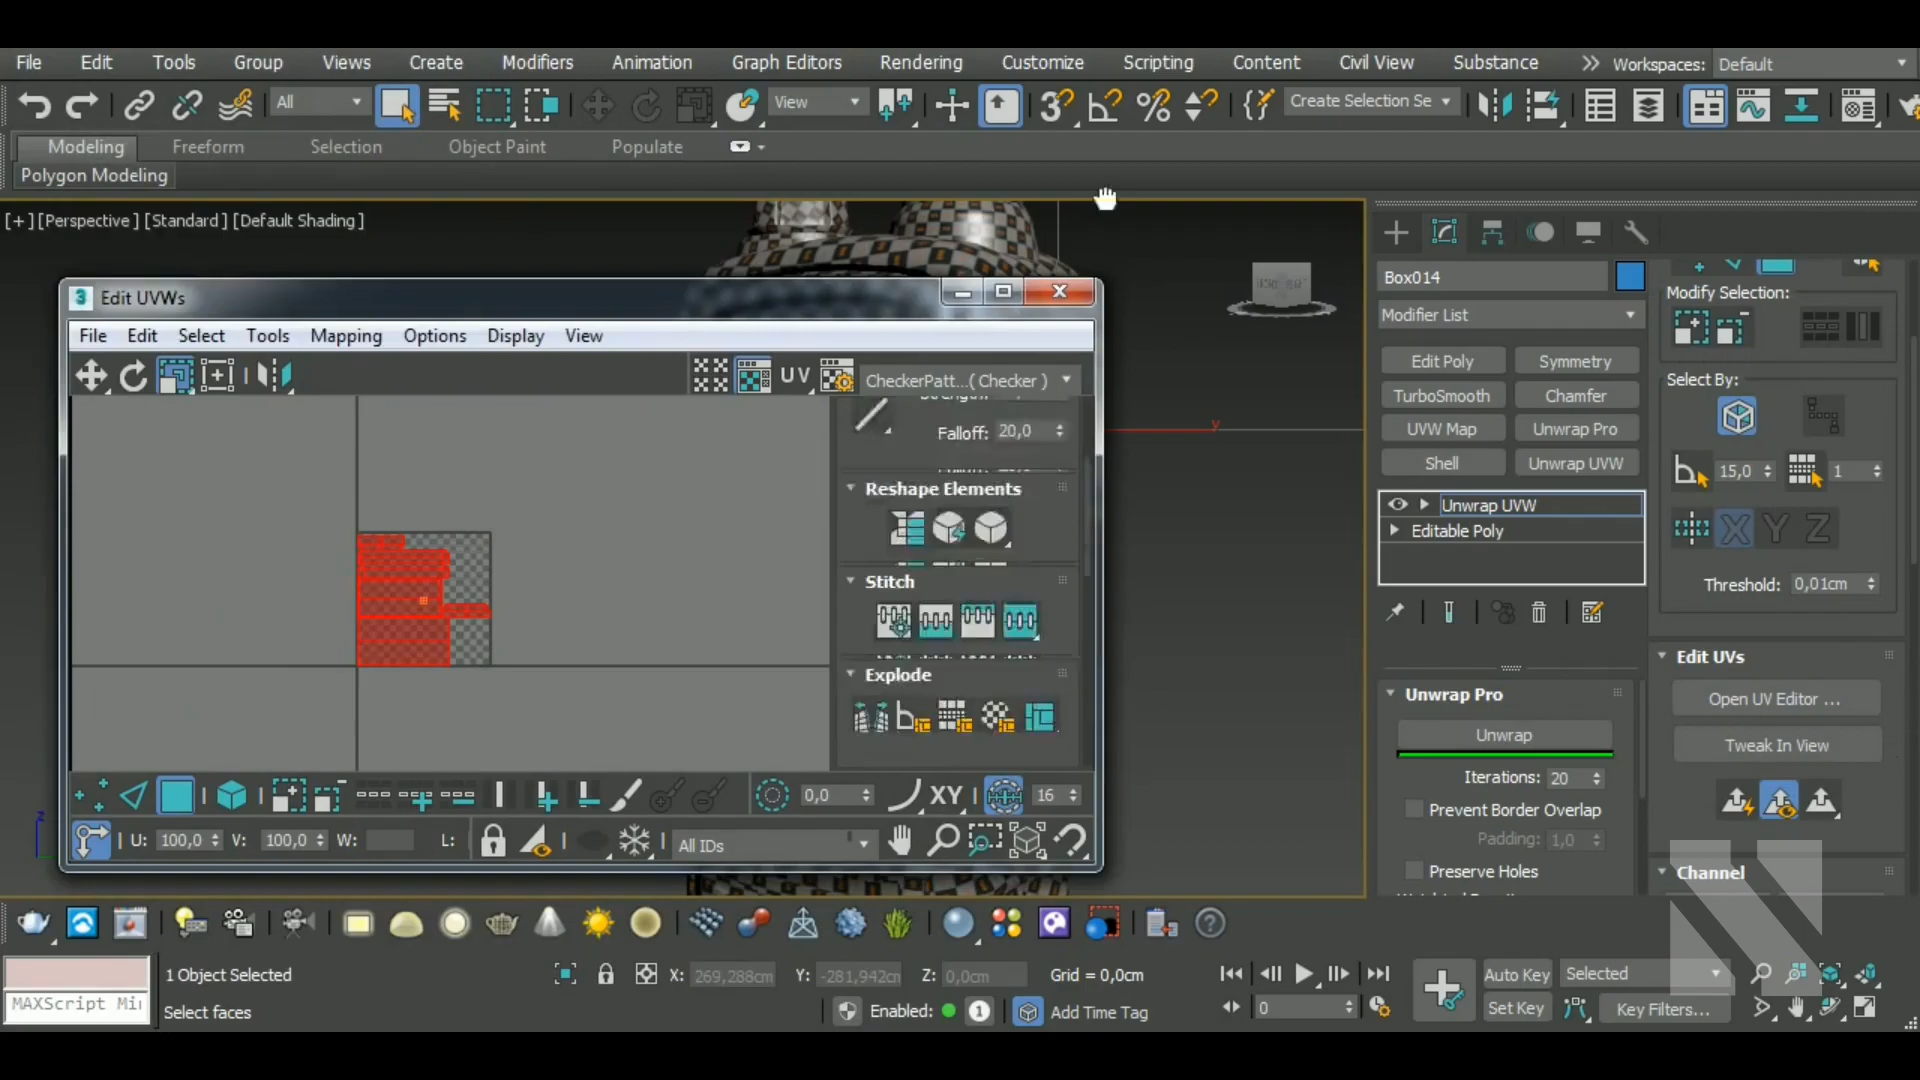 File Edit Tools Group Views Create Modifiers Animation Graph Editors Rendering Customize Scripting Content Civil View Substance Workspaces: Default
All View Create Selection Se
Modeling Freeform Selection Object Paint Populate
Polygon Modeling
[+] [Perspective] [Standard] [Default Shading]
Edit UVWs
File Edit Select Tools Mapping Options Display View
UV CheckerPatt...( Checker )
Falloff: 20,0
Reshape Elements
Stitch
Explode
0,0 XY 16
U: 100,0 V: 100,0 W: L: All IDs
y
z
Box014
Modifier List
Edit Poly Symmetry
TurboSmooth Chamfer
UVW Map Unwrap Pro
Shell Unwrap UVW
Unwrap UVW
Editable Poly
Unwrap Pro
Unwrap
Iterations: 20
Prevent Border Overlap
Padding: 1,0
Preserve Holes
Modify Selection:
Select By:
15,0 1
X Y Z
Threshold: 0,01cm
Edit UVs
Open UV Editor ...
Tweak In View
Channel
1 Object Selected X: 269,288cm Y: -281,942cm Z: 0,0cm Grid = 0,0cm Auto Key Selected
MAXScript Mi
Select faces Enabled: 1 Add Time Tag 0 Set Key Key Filters...